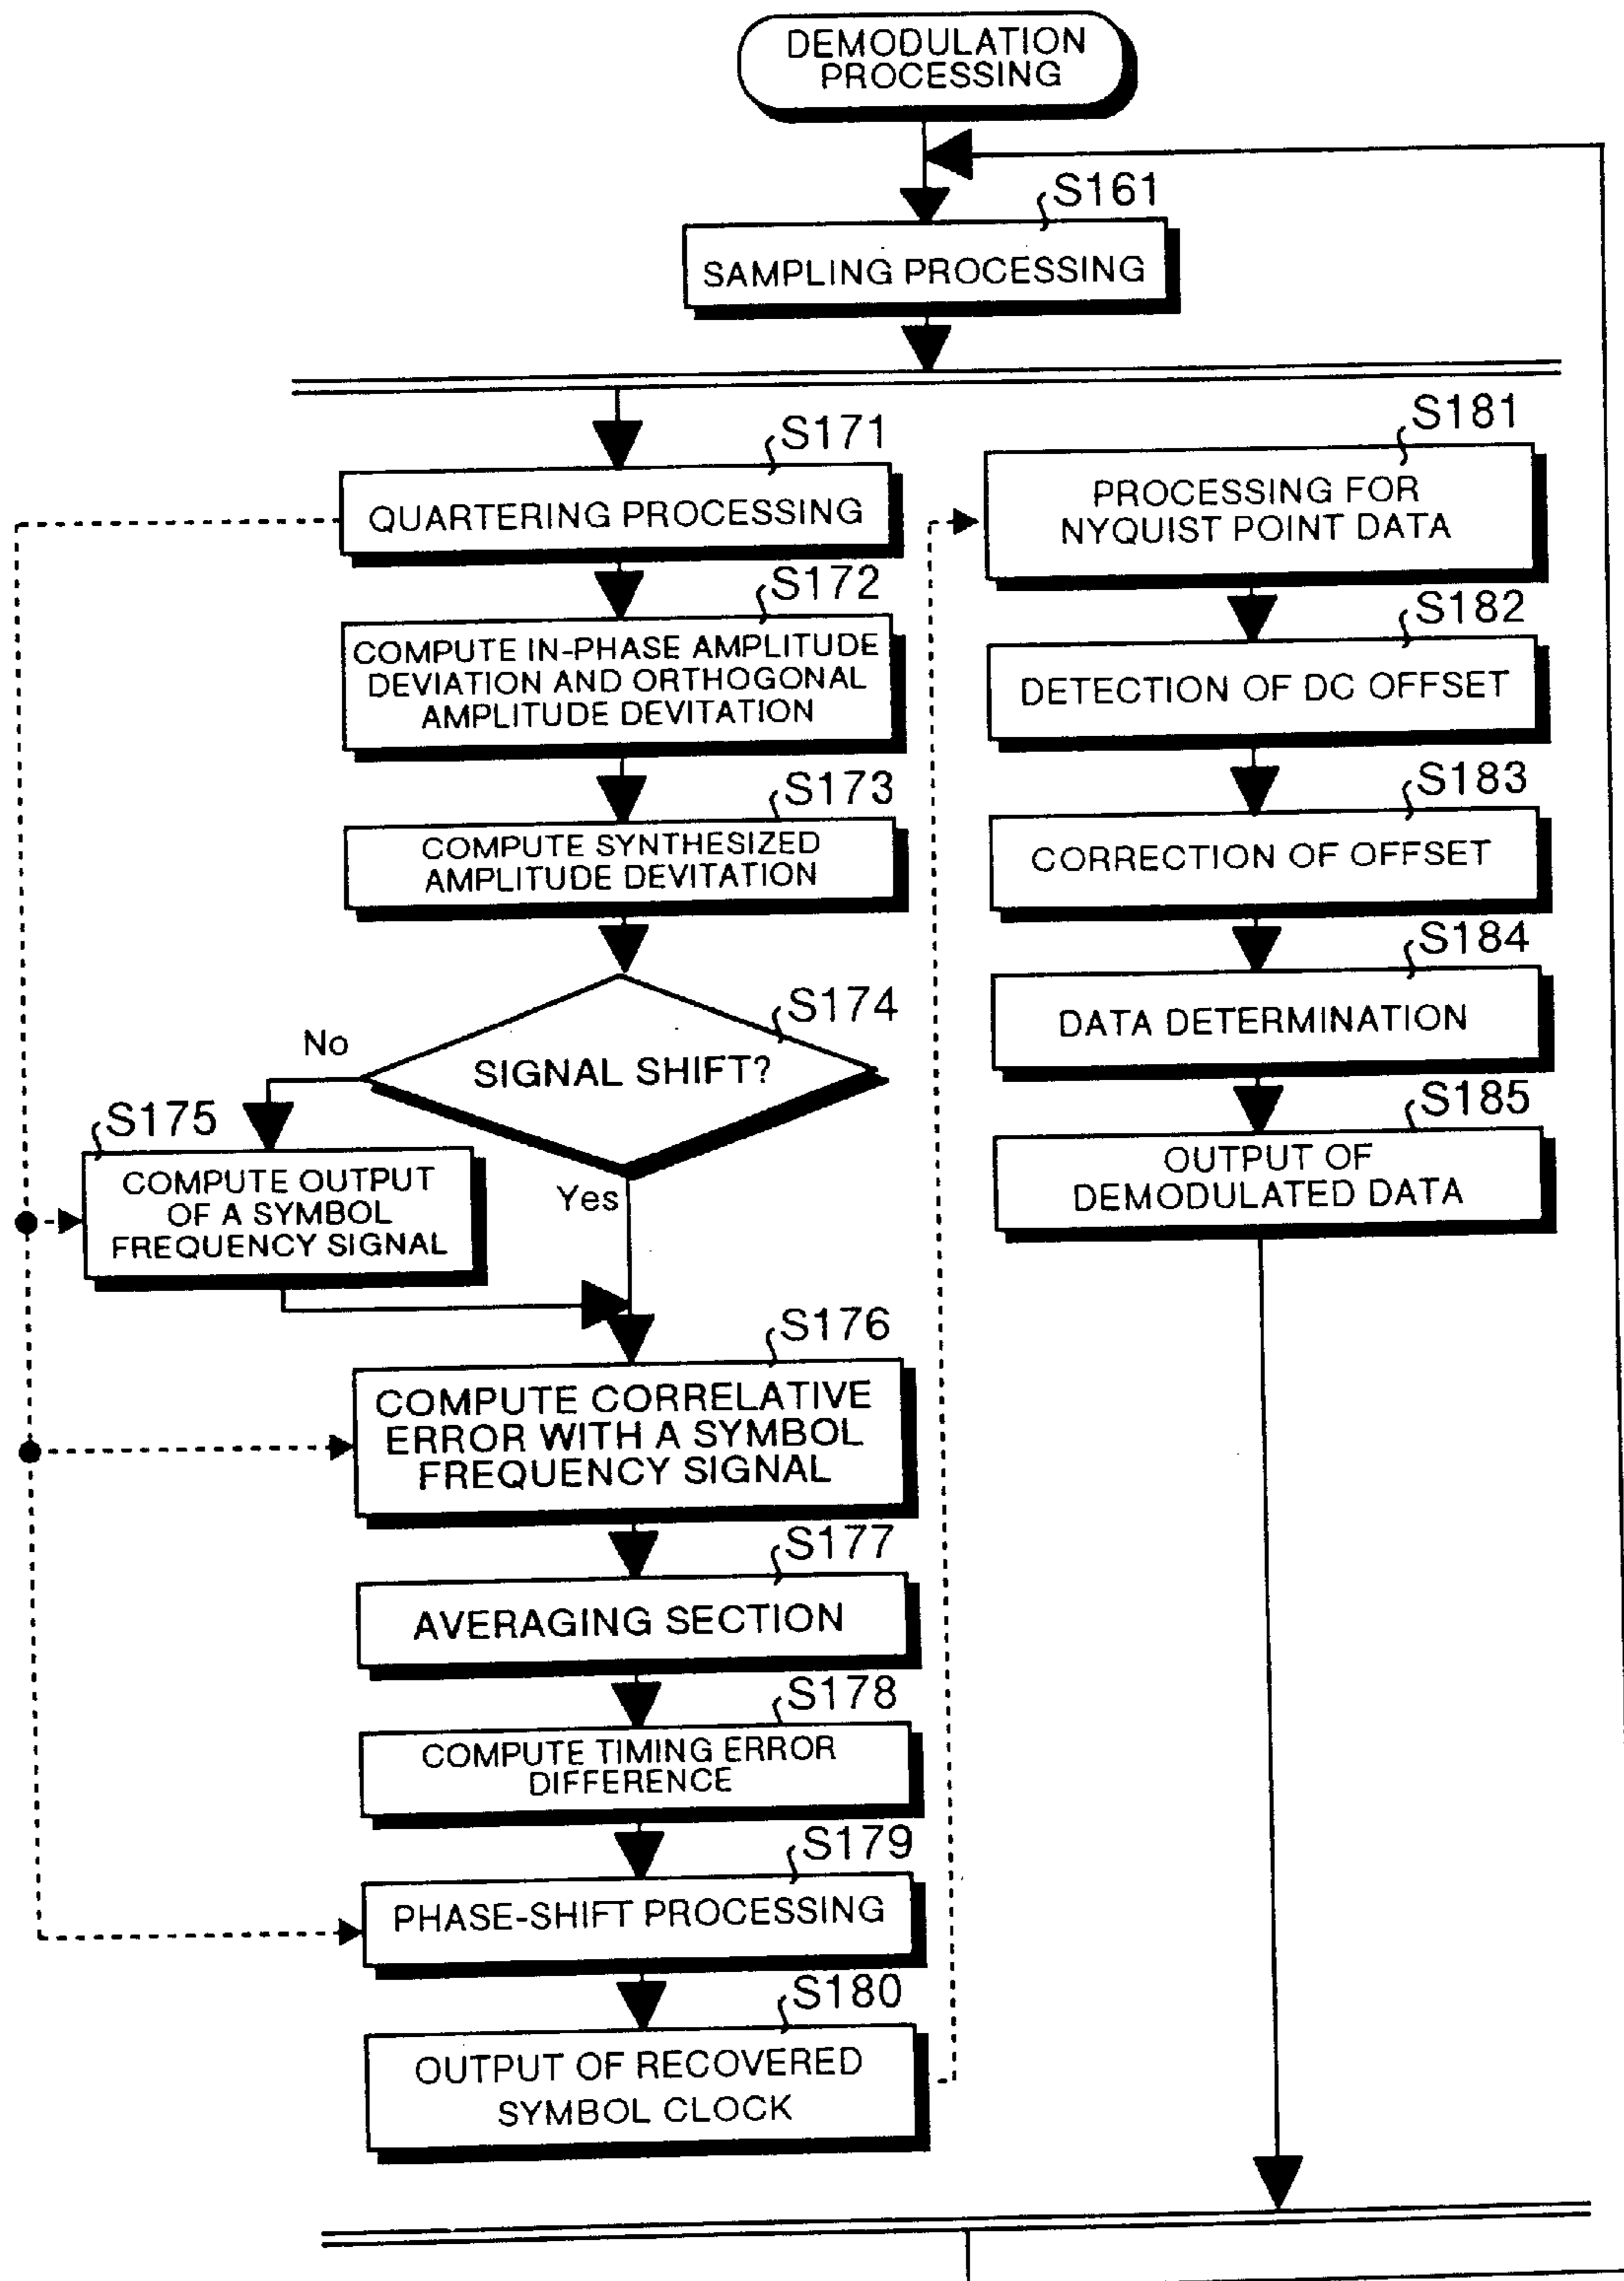 DEMODULATION
PROCESSING
S161
SAMPLING PROCESSING
S171
QUARTERING PROCESSING
S172
COMPUTE IN-PHASE AMPLITUDE
DEVIATION AND ORTHOGONAL
AMPLITUDE DEVITATION
S173
COMPUTE SYNTHESIZED
AMPLITUDE DEVITATION
S174
SIGNAL SHIFT?
No
Yes
S175
COMPUTE OUTPUT
OF A SYMBOL
FREQUENCY SIGNAL
S176
COMPUTE CORRELATIVE
ERROR WITH A SYMBOL
FREQUENCY SIGNAL
S177
AVERAGING SECTION
S178
COMPUTE TIMING ERROR
DIFFERENCE
S179
PHASE-SHIFT PROCESSING
S180
OUTPUT OF RECOVERED
SYMBOL CLOCK
S181
PROCESSING FOR
NYQUIST POINT DATA
S182
DETECTION OF DC OFFSET
S183
CORRECTION OF OFFSET
S184
DATA DETERMINATION
S185
OUTPUT OF
DEMODULATED DATA